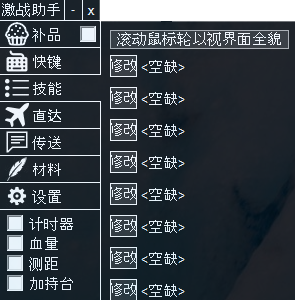 激战助手 - x
补品
快键
技能
直达
传送
材料
设置
计时器
血量
测距
加持台
滚动鼠标轮以视界面全貌
修改 <空缺>
修改 <空缺>
修改 <空缺>
修改 <空缺>
修改 <空缺>
修改 <空缺>
修改 <空缺>
修改 <空缺>